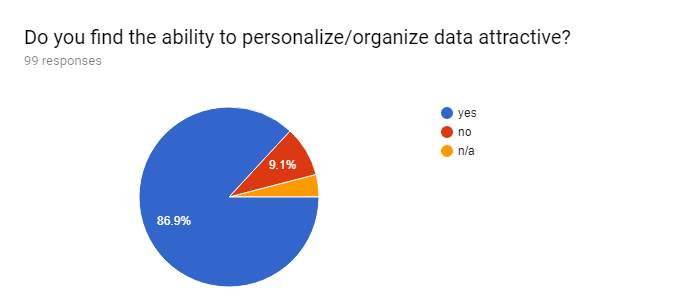 Do you find the ability to personalize/organize data attractive?
99 responses
yes
no
n/a
9.1%
86.9%